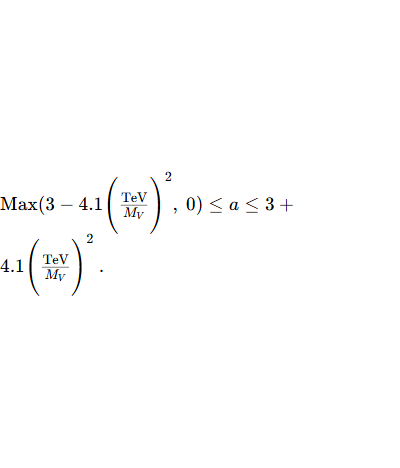 Max(3 − 4.1(TeV/M_V)^2, 0) ≤ a ≤ 3 +
4.1(TeV/M_V)^2 .